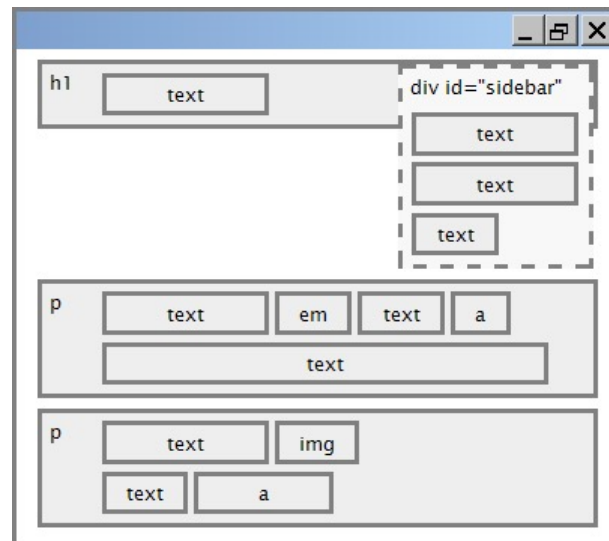 h1 text div id="sidebar"
text
text
text
p text em text a
text
p text img
text a